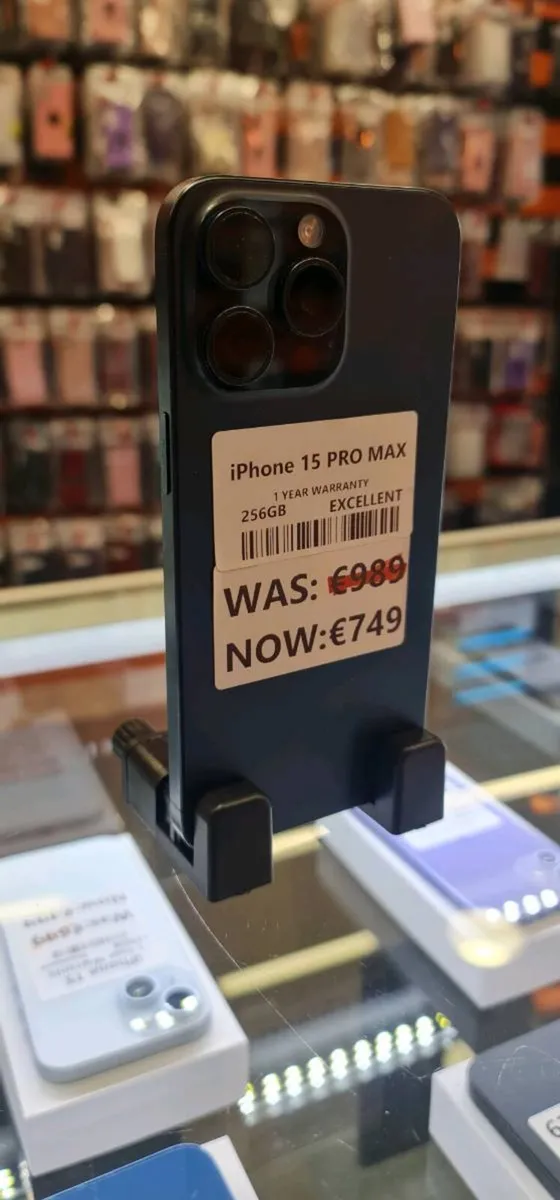 iPhone 15 PRO MAX
1 YEAR WARRANTY
256GB EXCELLENT
WAS: €989
NOW:€749